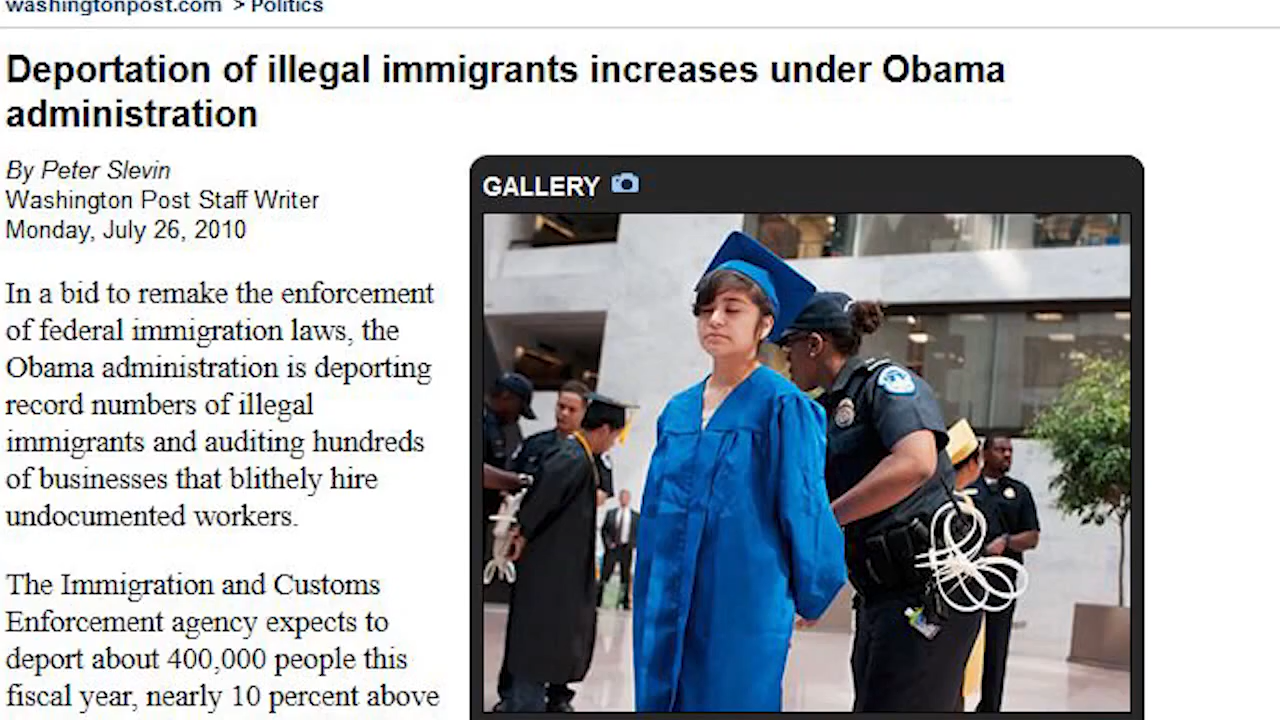 washingtonpost.com > Politics
Deportation of illegal immigrants increases under Obama
administration
By Peter Slevin
Washington Post Staff Writer
Monday, July 26, 2010
GALLERY
In a bid to remake the enforcement
of federal immigration laws, the
Obama administration is deporting
record numbers of illegal
immigrants and auditing hundreds
of businesses that blithely hire
undocumented workers.
The Immigration and Customs
Enforcement agency expects to
deport about 400,000 people this
fiscal year, nearly 10 percent above